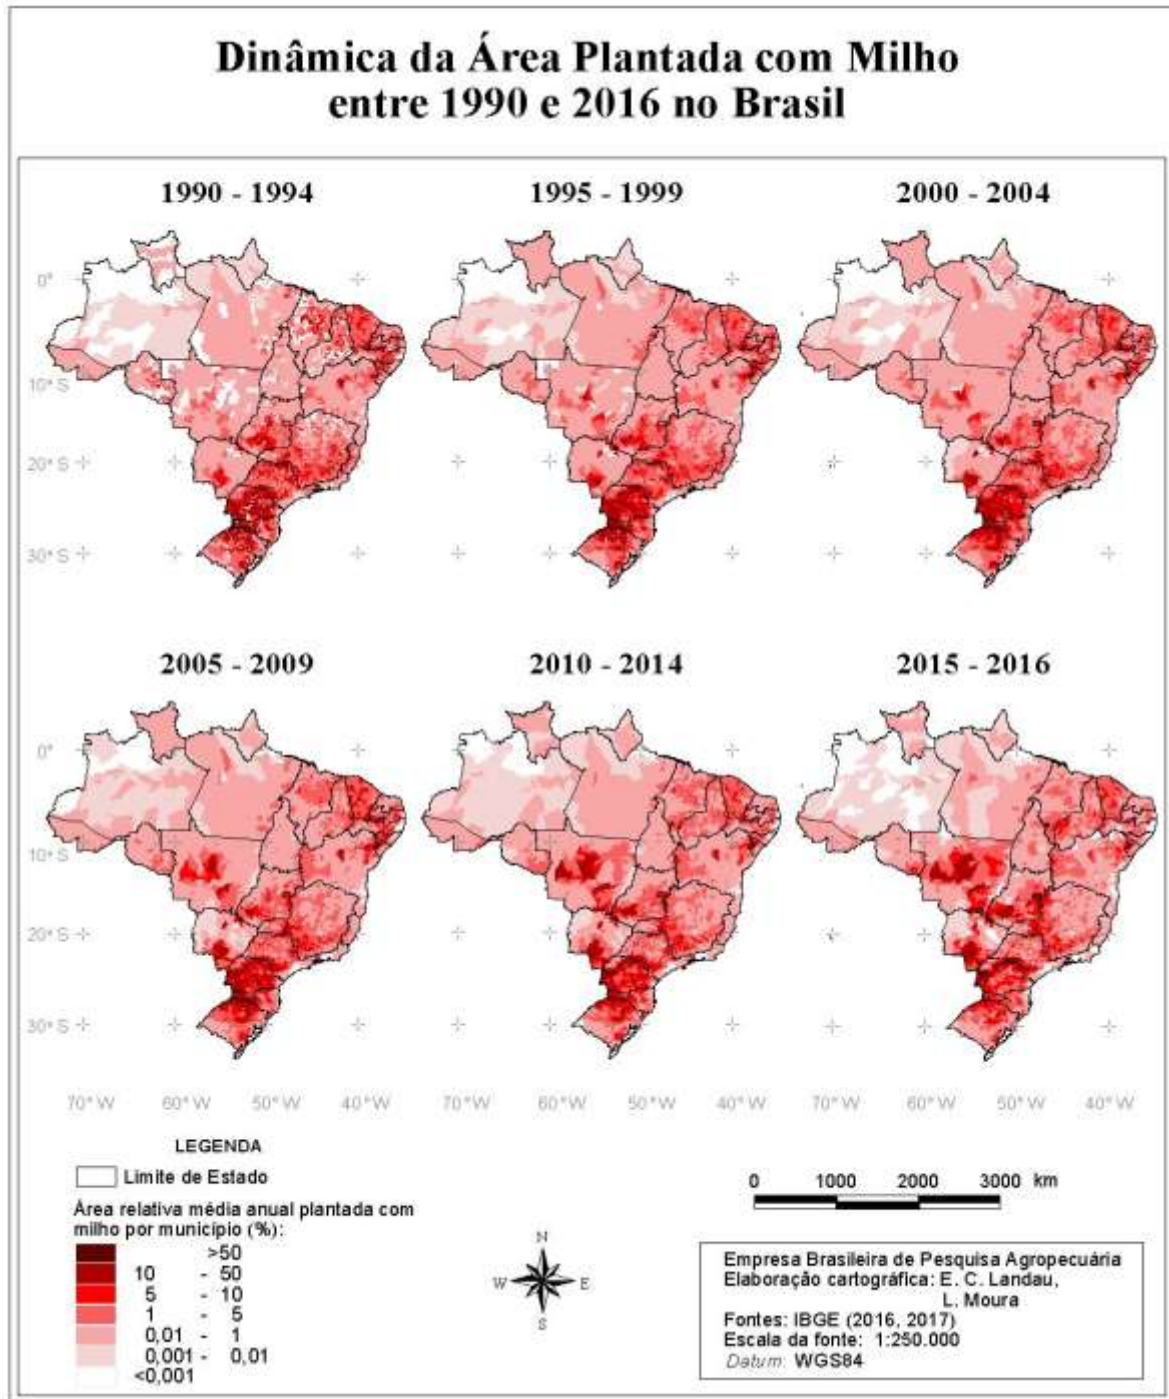 Dinâmica da Área Plantada com Milho
entre 1990 e 2016 no Brasil
1990 - 1994
1995 - 1999
2000 - 2004
0°
10° S
20° S
30° S
2005 - 2009
2010 - 2014
2015 - 2016
0°
10° S
20° S
30° S
70° W 60° W 50° W 40° W 70° W 60° W 50° W 40° W 70° W 60° W 50° W 40° W
LEGENDA
Limite de Estado
Área relativa média anual plantada com
milho por município (%):
>50
10 - 50
5 - 10
1 - 5
0,01 - 1
0,001 - 0,01
<0,001
N
W E
S
0 1000 2000 3000 km
Empresa Brasileira de Pesquisa Agropecuária
Elaboração cartográfica: E. C. Landau,
L. Moura
Fontes: IBGE (2016, 2017)
Escala da fonte: 1:250.000
Datum: WGS84